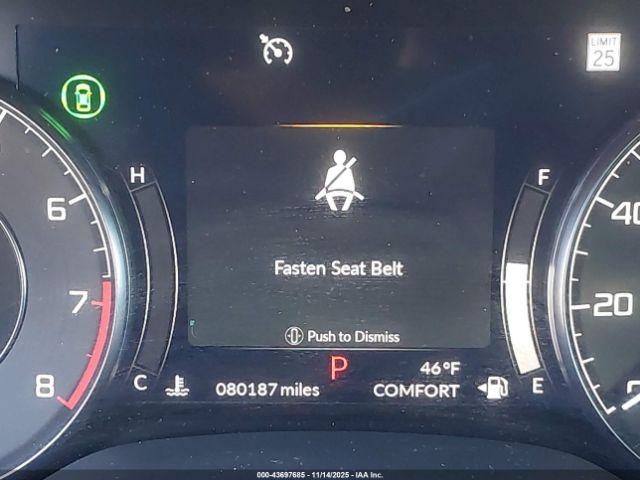 LIMIT
25
H
F
6
40
Fasten Seat Belt
7
20
Push to Dismiss
P
46°F
8
C
080187 miles
COMFORT
E
000-43697685 - 11/14/2025 - IAA Inc.